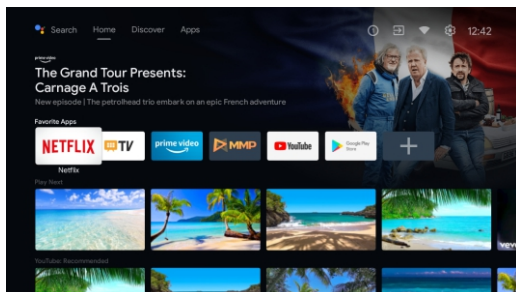 Search Home Discover Apps 12:42
prime video
The Grand Tour Presents:
Carnage A Trois
New episode | The petrolhead trio embark on an epic French adventure
Favorite Apps
NETFLIX TV prime video MMP YouTube Google Play Store
Netflix
Play Next
YouTube: Recommended
vevo